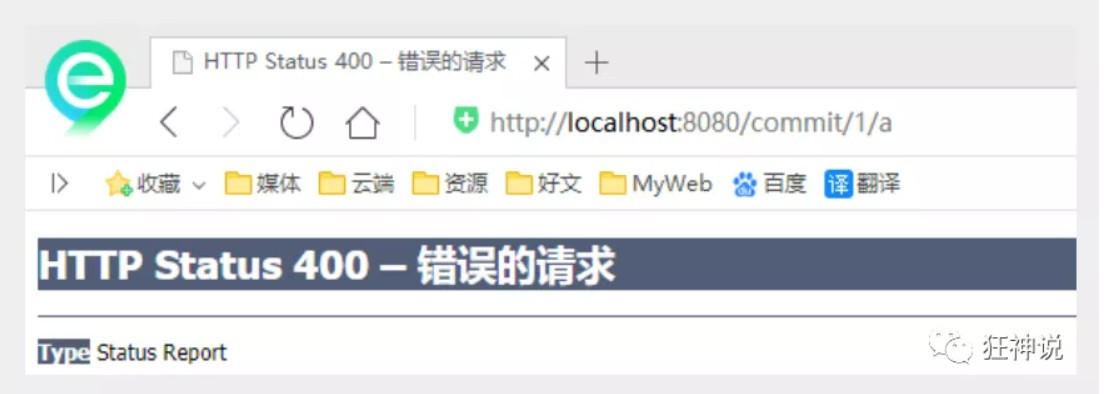 HTTP Status 400 – 错误的请求
http://localhost:8080/commit/1/a
收藏 媒体 云端 资源 好文 MyWeb 百度 译 翻译
HTTP Status 400 – 错误的请求
Type Status Report
狂神说